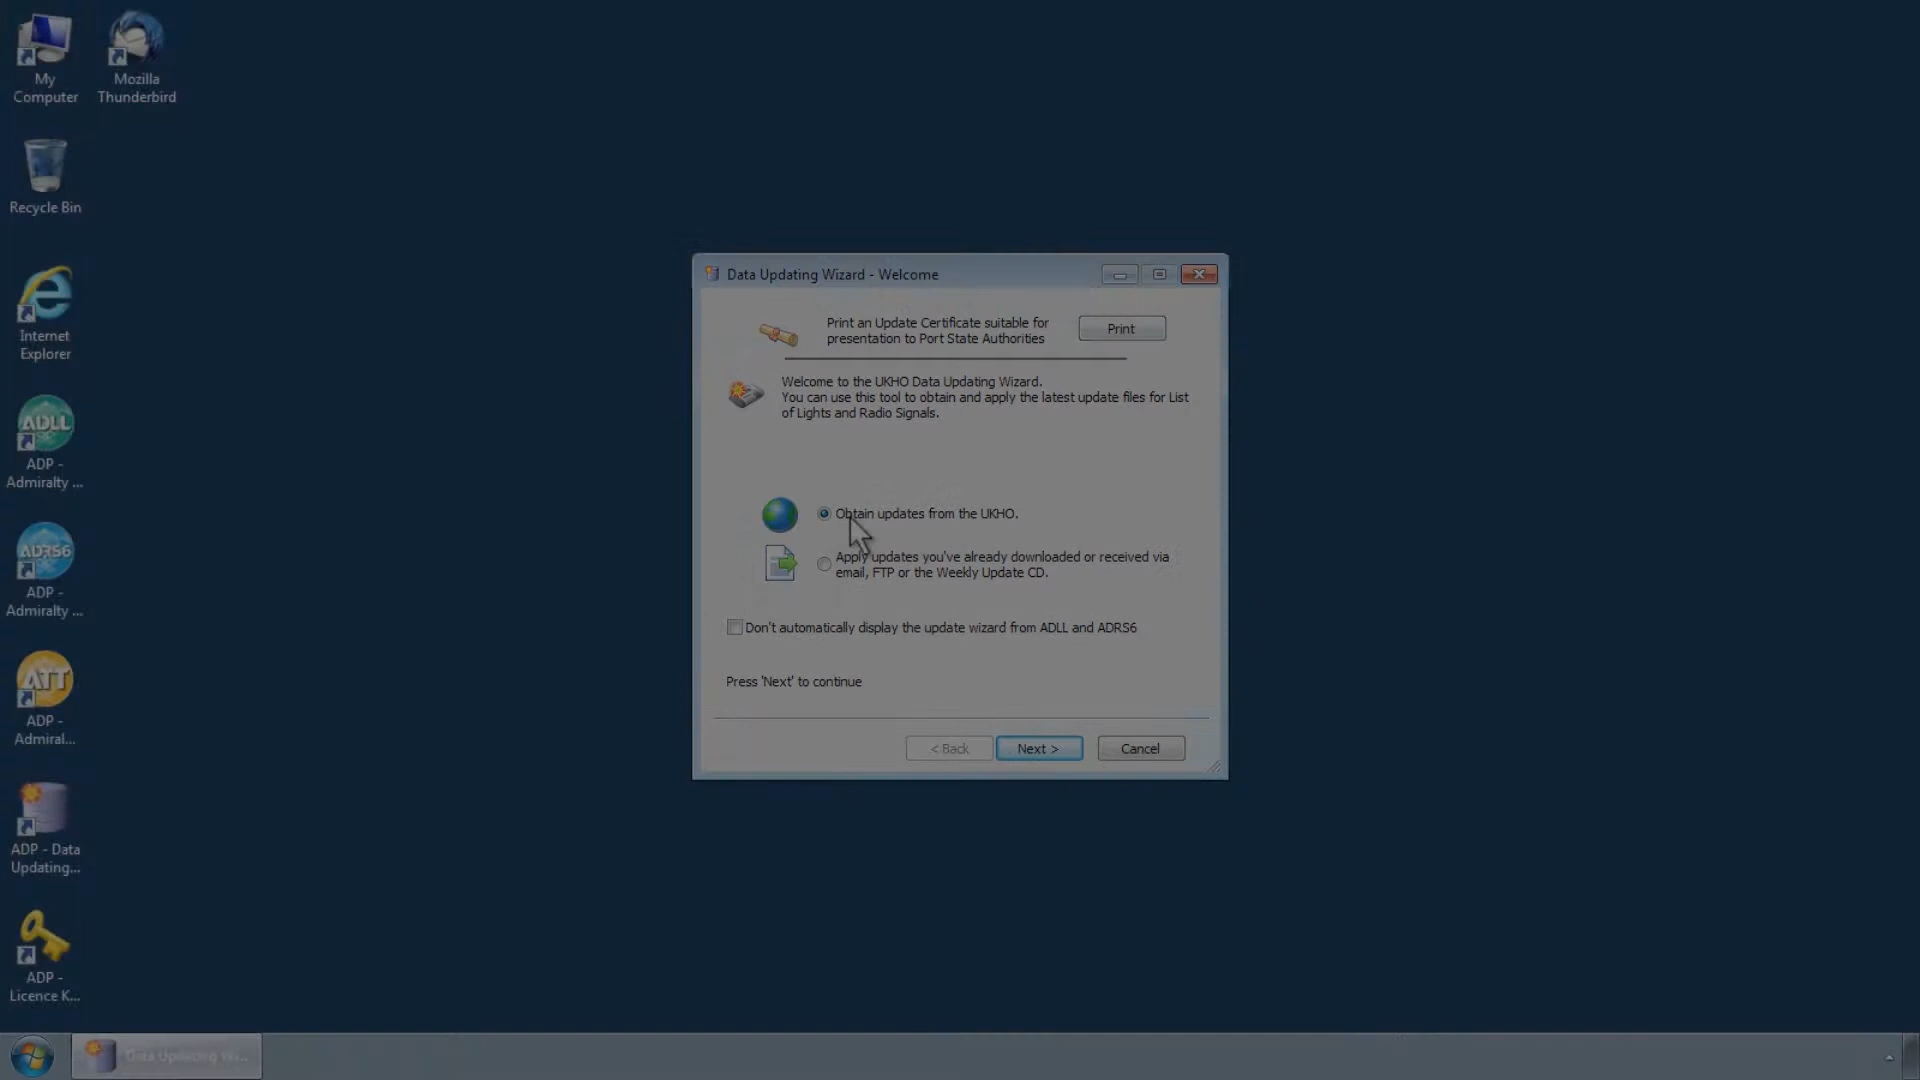 My
Computer
Mozilla
Thunderbird
Recycle Bin
Internet
Explorer
ADLL
ADP -
Admiralty ...
ADRS6
ADP -
Admiralty ...
ATT
ADP -
Admiral...
ADP - Data
Updating...
ADP -
Licence K...
Data Updating Wizard - Welcome
Print an Update Certificate suitable for
presentation to Port State Authorities
Print
Welcome to the UKHO Data Updating Wizard.
You can use this tool to obtain and apply the latest update files for List
of Lights and Radio Signals.
Obtain updates from the UKHO.
Apply updates you've already downloaded or received via
email, FTP or the Weekly Update CD.
Don't automatically display the update wizard from ADLL and ADRS6
Press 'Next' to continue
< Back
Next >
Cancel
Data Updating Wi...